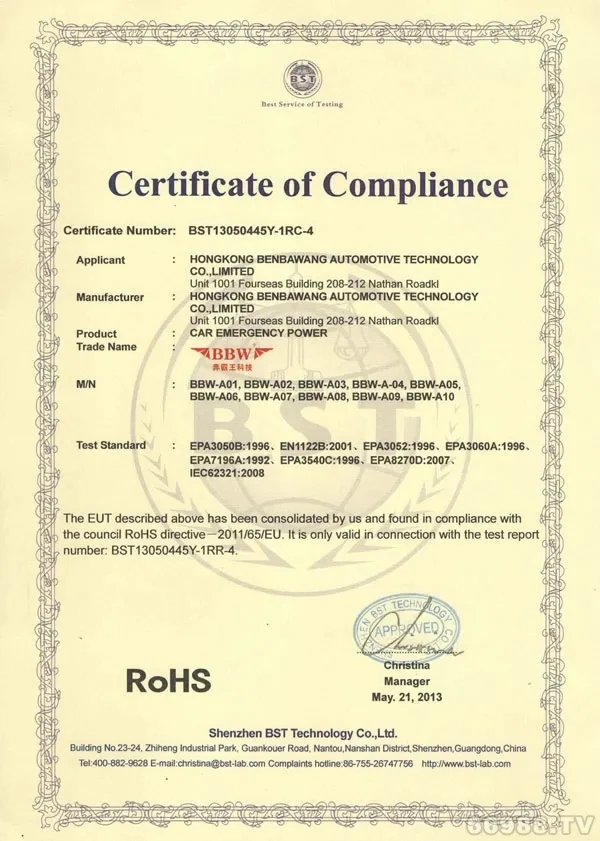 BST
Best Service of Testing
Certificate of Compliance
Certificate Number: BST13050445Y-1RC-4
Applicant : HONGKONG BENBAWANG AUTOMOTIVE TECHNOLOGY
CO.,LIMITED
Unit 1001 Fourseas Building 208-212 Nathan Roadkl
Manufacturer : HONGKONG BENBAWANG AUTOMOTIVE TECHNOLOGY
CO.,LIMITED
Unit 1001 Fourseas Building 208-212 Nathan Roadkl
Product : CAR EMERGENCY POWER
Trade Name : BBW
奔霸王科技
M/N : BBW-A01, BBW-A02, BBW-A03, BBW-A-04, BBW-A05,
BBW-A06, BBW-A07, BBW-A08, BBW-A09, BBW-A10
BST
Test Standard : EPA3050B:1996、EN1122B:2001、EPA3052:1996、EPA3060A:1996、
EPA7196A:1992、EPA3540C:1996、EPA8270D:2007、
IEC62321:2008
The EUT described above has been consolidated by us and found in compliance with
the council RoHS directive－2011/65/EU. It is only valid in connection with the test report
number: BST13050445Y-1RR-4.
BST TECHNOLOGY CO
APPROVED
Christina
Manager
May. 21, 2013
RoHS
Shenzhen BST Technology Co.,Ltd.
Building No.23-24, Zhiheng Industrial Park, Guankouer Road, Nantou,Nanshan District,Shenzhen,Guangdong,China
Tel:400-882-9628 E-mail:christina@bst-lab.com Complaints hotline:86-755-26747756 http://www.bst-lab.com
86988.TV